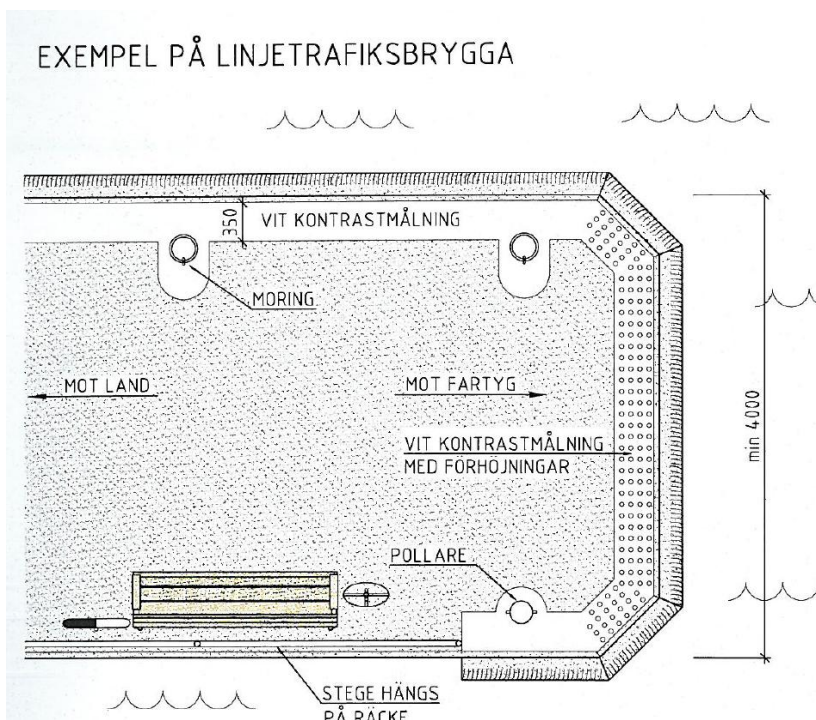 EXEMPEL PÅ LINJETRAFIKSBRYGGA
350
VIT KONTRASTMÅLNING
MORING
MOT LAND
MOT FARTYG
VIT KONTRASTMÅLNING
MED FÖRHÖJNINGAR
min 4000
POLLARE
STEGE HÄNGS
PÅ RÄCKE